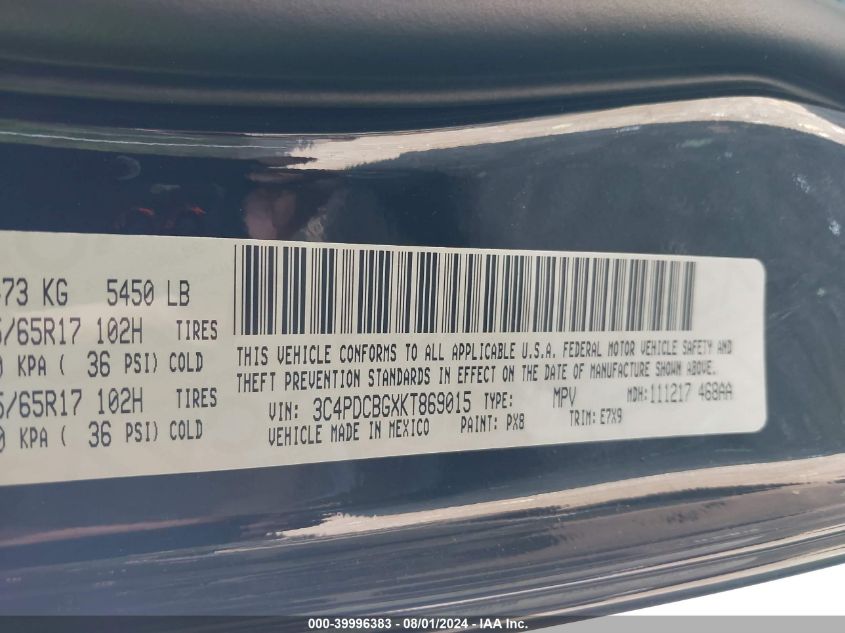 473 KG 5450 LB
5/65R17 102H TIRES
0 KPA ( 36 PSI) COLD
5/65R17 102H TIRES
0 KPA ( 36 PSI) COLD
THIS VEHICLE CONFORMS TO ALL APPLICABLE U.S.A. FEDERAL MOTOR VEHICLE SAFETY AND
THEFT PREVENTION STANDARDS IN EFFECT ON THE DATE OF MANUFACTURE SHOWN ABOVE.
VIN: 3C4PDCBGXKT869015 TYPE: MPV MDH: 111217 468AA
VEHICLE MADE IN MEXICO PAINT: PX8 TRIM: E7X9
000-39996383 - 08/01/2024 - IAA Inc.